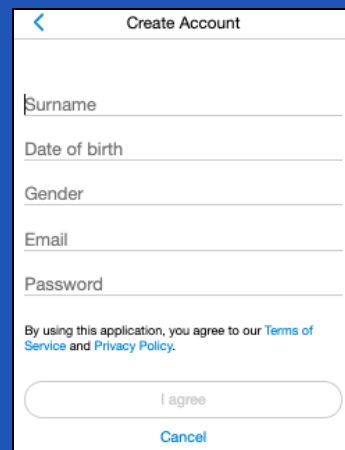 Create Account
Surname
Date of birth
Gender
Email
Password
By using this application, you agree to our Terms of
Service and Privacy Policy.
I agree
Cancel